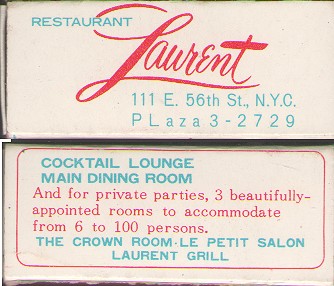 RESTAURANT
Laurent
111 E. 56th St., N.Y.C.
PLaza 3-2729
COCKTAIL LOUNGE
MAIN DINING ROOM
And for private parties, 3 beautifully-
appointed rooms to accommodate
from 6 to 100 persons.
THE CROWN ROOM·LE PETIT SALON
LAURENT GRILL